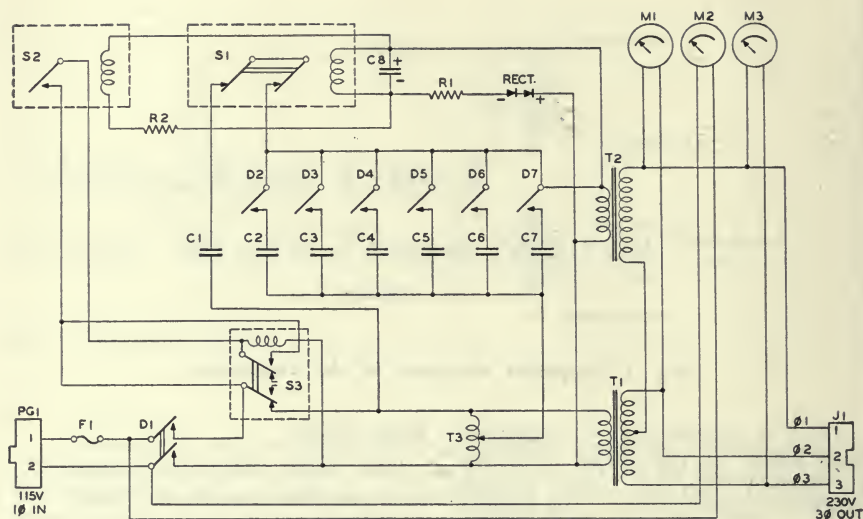 M1 M2 M3
S2
S1
C8 + -
R1
RECT.
- +
R2
T2
D2 D3 D4 D5 D6 D7
C1 C2 C3 C4 C5 C6 C7
S3
T1
PG1
F1
D1
T3
J1
1
2
ø1
ø2
ø3
1
2
3
115V
1ø IN
230V
3ø OUT